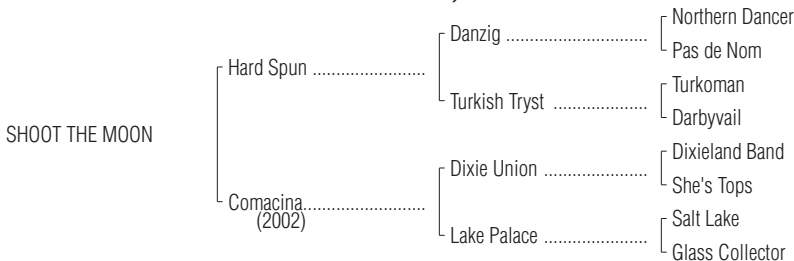 Northern Dancer
Danzig ..............................
Pas de Nom
Hard Spun ........................
Turkoman
Turkish Tryst ....................
Darbyvail
SHOOT THE MOON
Dixieland Band
Dixie Union ......................
She's Tops
Comacina..........................
(2002)
Salt Lake
Lake Palace ......................
Glass Collector